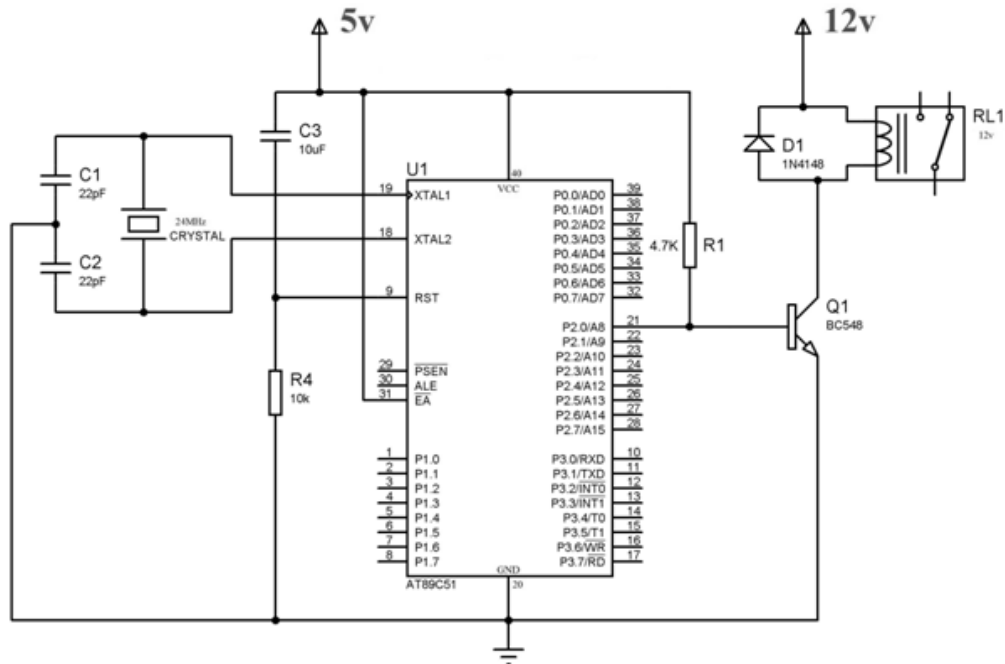 5v
12v
C3
10uF
C1
22pF
24MHz
CRYSTAL
C2
22pF
R4
10k
D1
1N4148
RL1
12v
4.7K
R1
Q1
BC548
U1
40
VCC
19 XTAL1
18 XTAL2
9 RST
29 PSEN
30 ALE
31 EA
1 P1.0
2 P1.1
3 P1.2
4 P1.3
5 P1.4
6 P1.5
7 P1.6
8 P1.7
P0.0/AD0 39
P0.1/AD1 38
P0.2/AD2 37
P0.3/AD3 36
P0.4/AD4 35
P0.5/AD5 34
P0.6/AD6 33
P0.7/AD7 32
P2.0/A8 21
P2.1/A9 22
P2.2/A10 23
P2.3/A11 24
P2.4/A12 25
P2.5/A13 26
P2.6/A14 27
P2.7/A15 28
P3.0/RXD 10
P3.1/TXD 11
P3.2/INT0 12
P3.3/INT1 13
P3.4/T0 14
P3.5/T1 15
P3.6/WR 16
P3.7/RD 17
GND
20
AT89C51